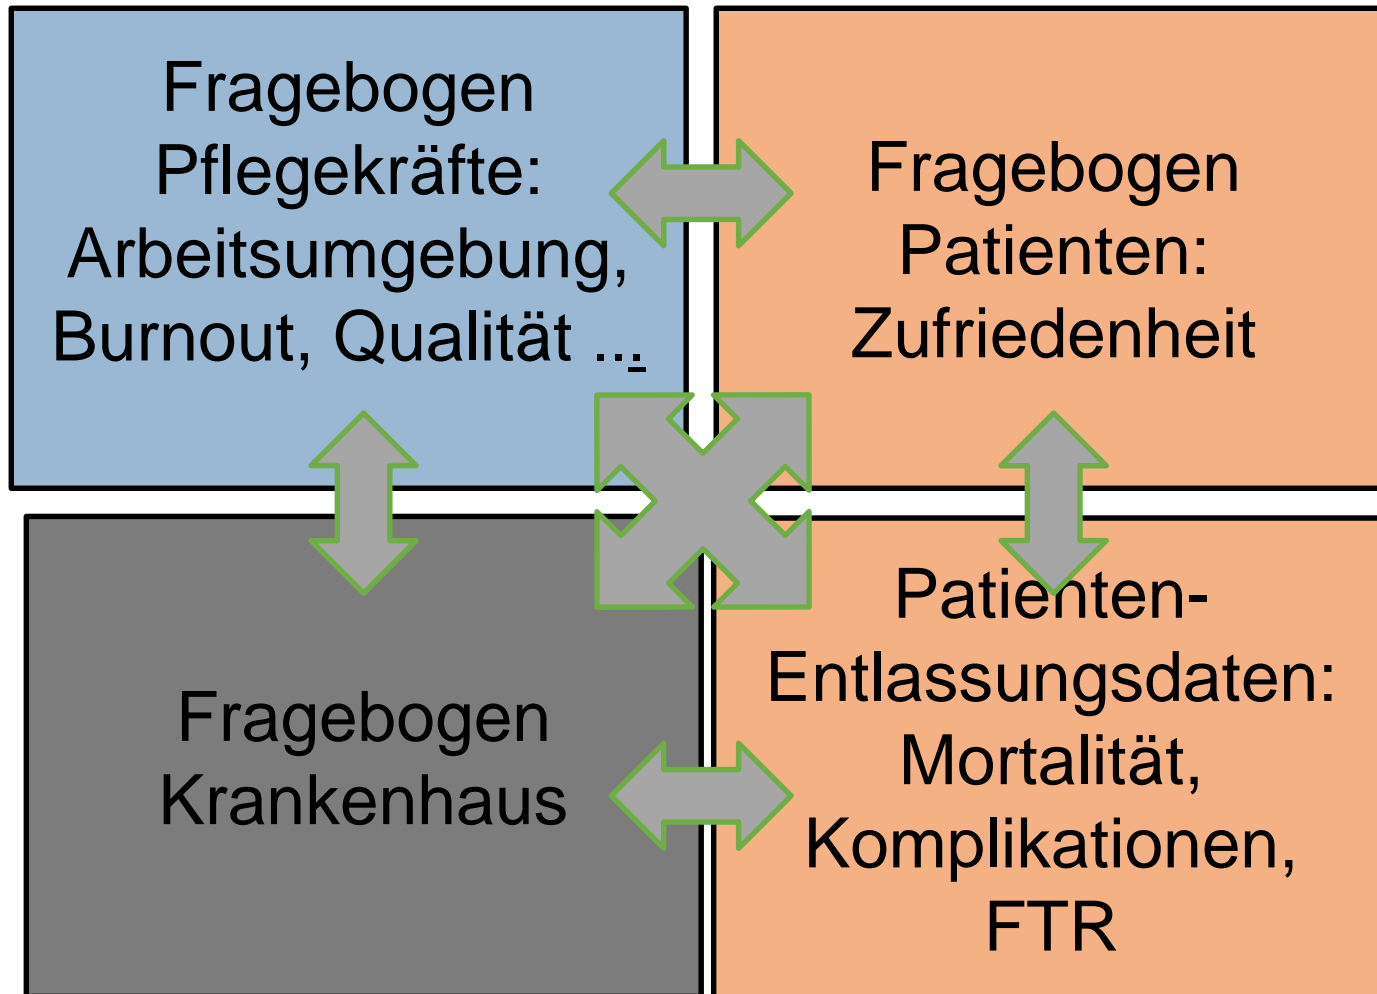 Fragebogen
Pflegekräfte:
Arbeitsumgebung,
Burnout, Qualität ...
Fragebogen
Patienten:
Zufriedenheit
Fragebogen
Krankenhaus
Patienten-
Entlassungsdaten:
Mortalität,
Komplikationen,
FTR